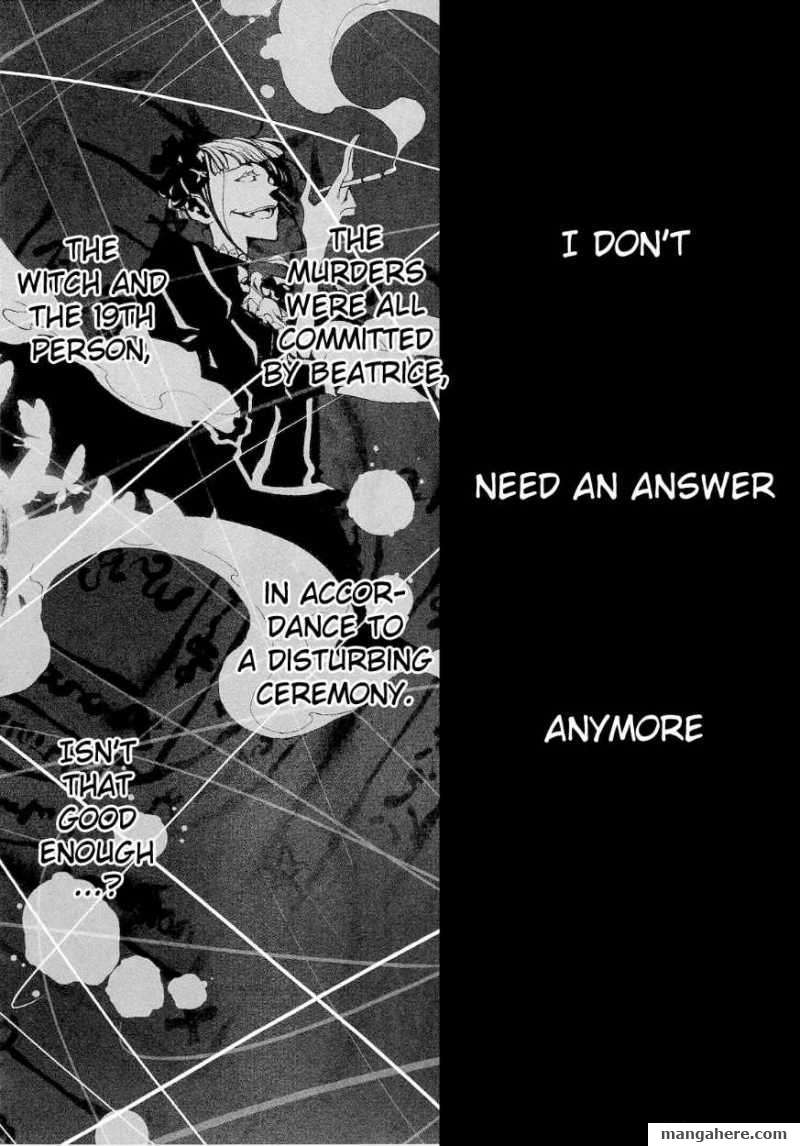 I DON'T
NEED AN ANSWER
ANYMORE
THE
MURDERS
WERE ALL
COMMITTED
BY BEATRICE,
THE
WITCH AND
THE 19TH
PERSON,
IN ACCOR-
DANCE TO
A DISTURBING
CEREMONY.
ISN'T
THAT
GOOD
ENOUGH
...?
mangahere.com